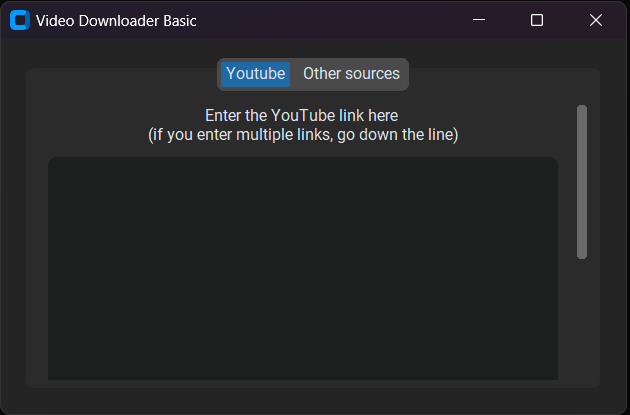 Video Downloader Basic
Youtube Other sources
Enter the YouTube link here
(if you enter multiple links, go down the line)